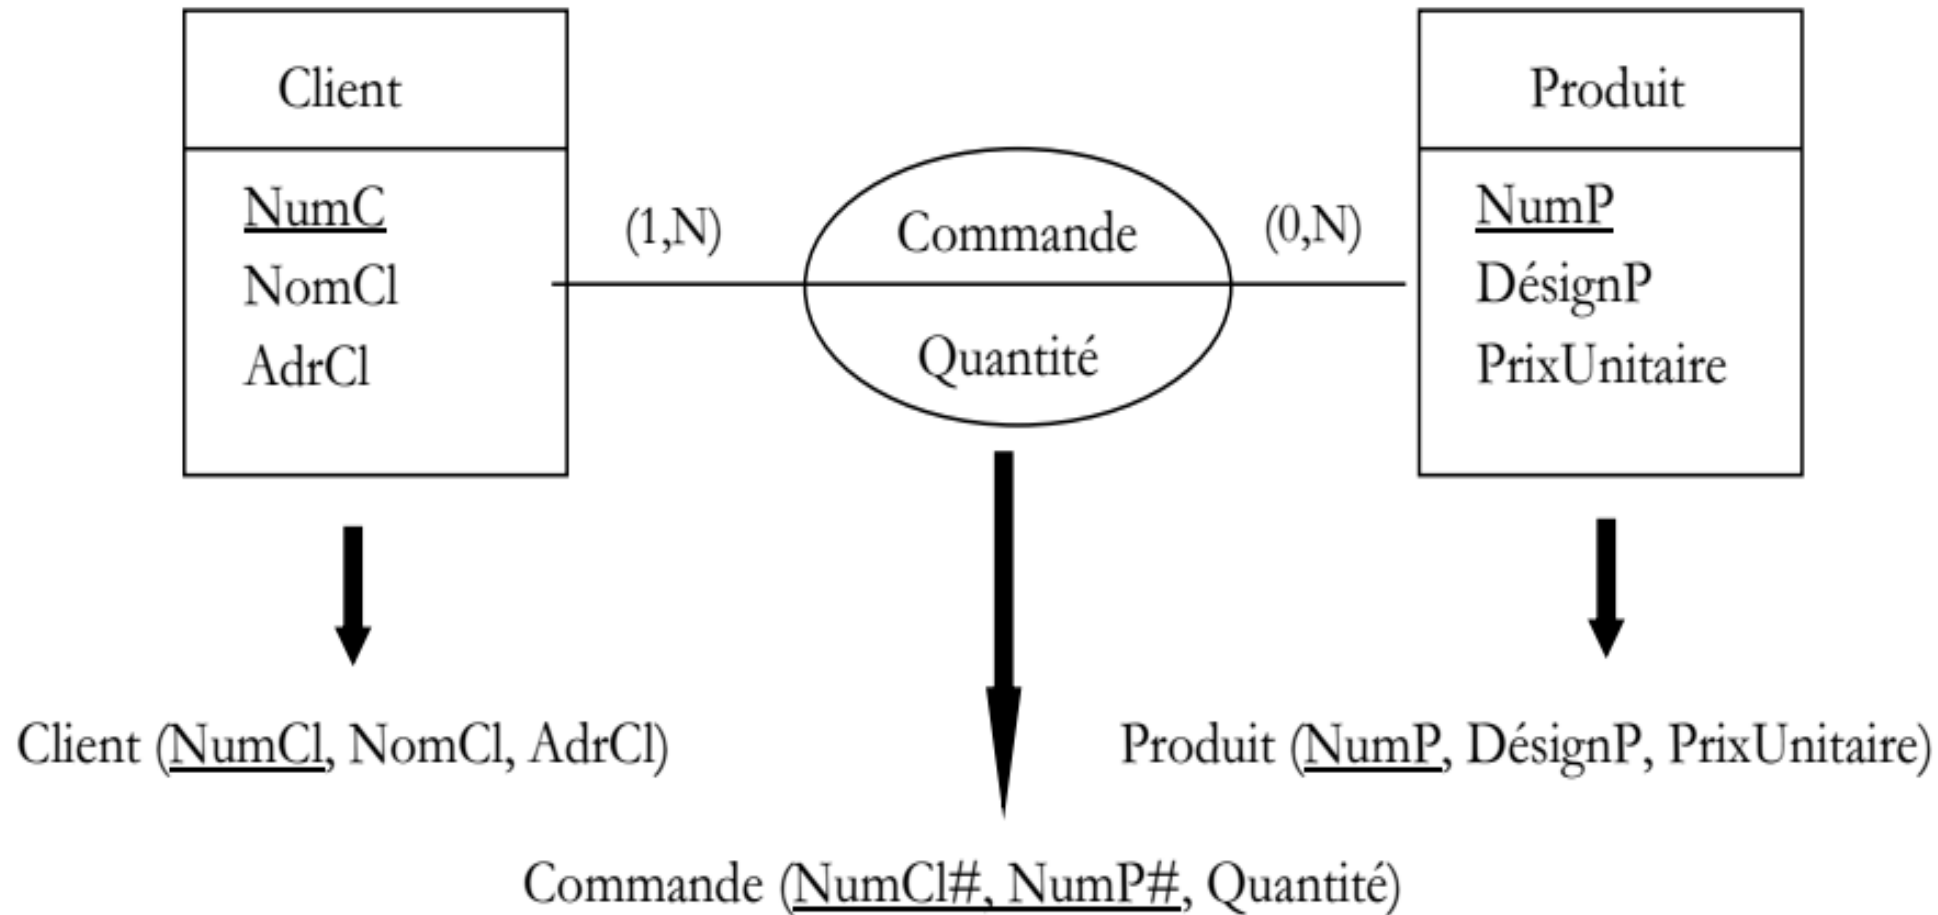 Client
NumC
NomCl
AdrCl
(1,N)
Commande
Quantité
(0,N)
Produit
NumP
DésignP
PrixUnitaire
Client (NumCl, NomCl, AdrCl)
Produit (NumP, DésignP, PrixUnitaire)
Commande (NumCl#, NumP#, Quantité)